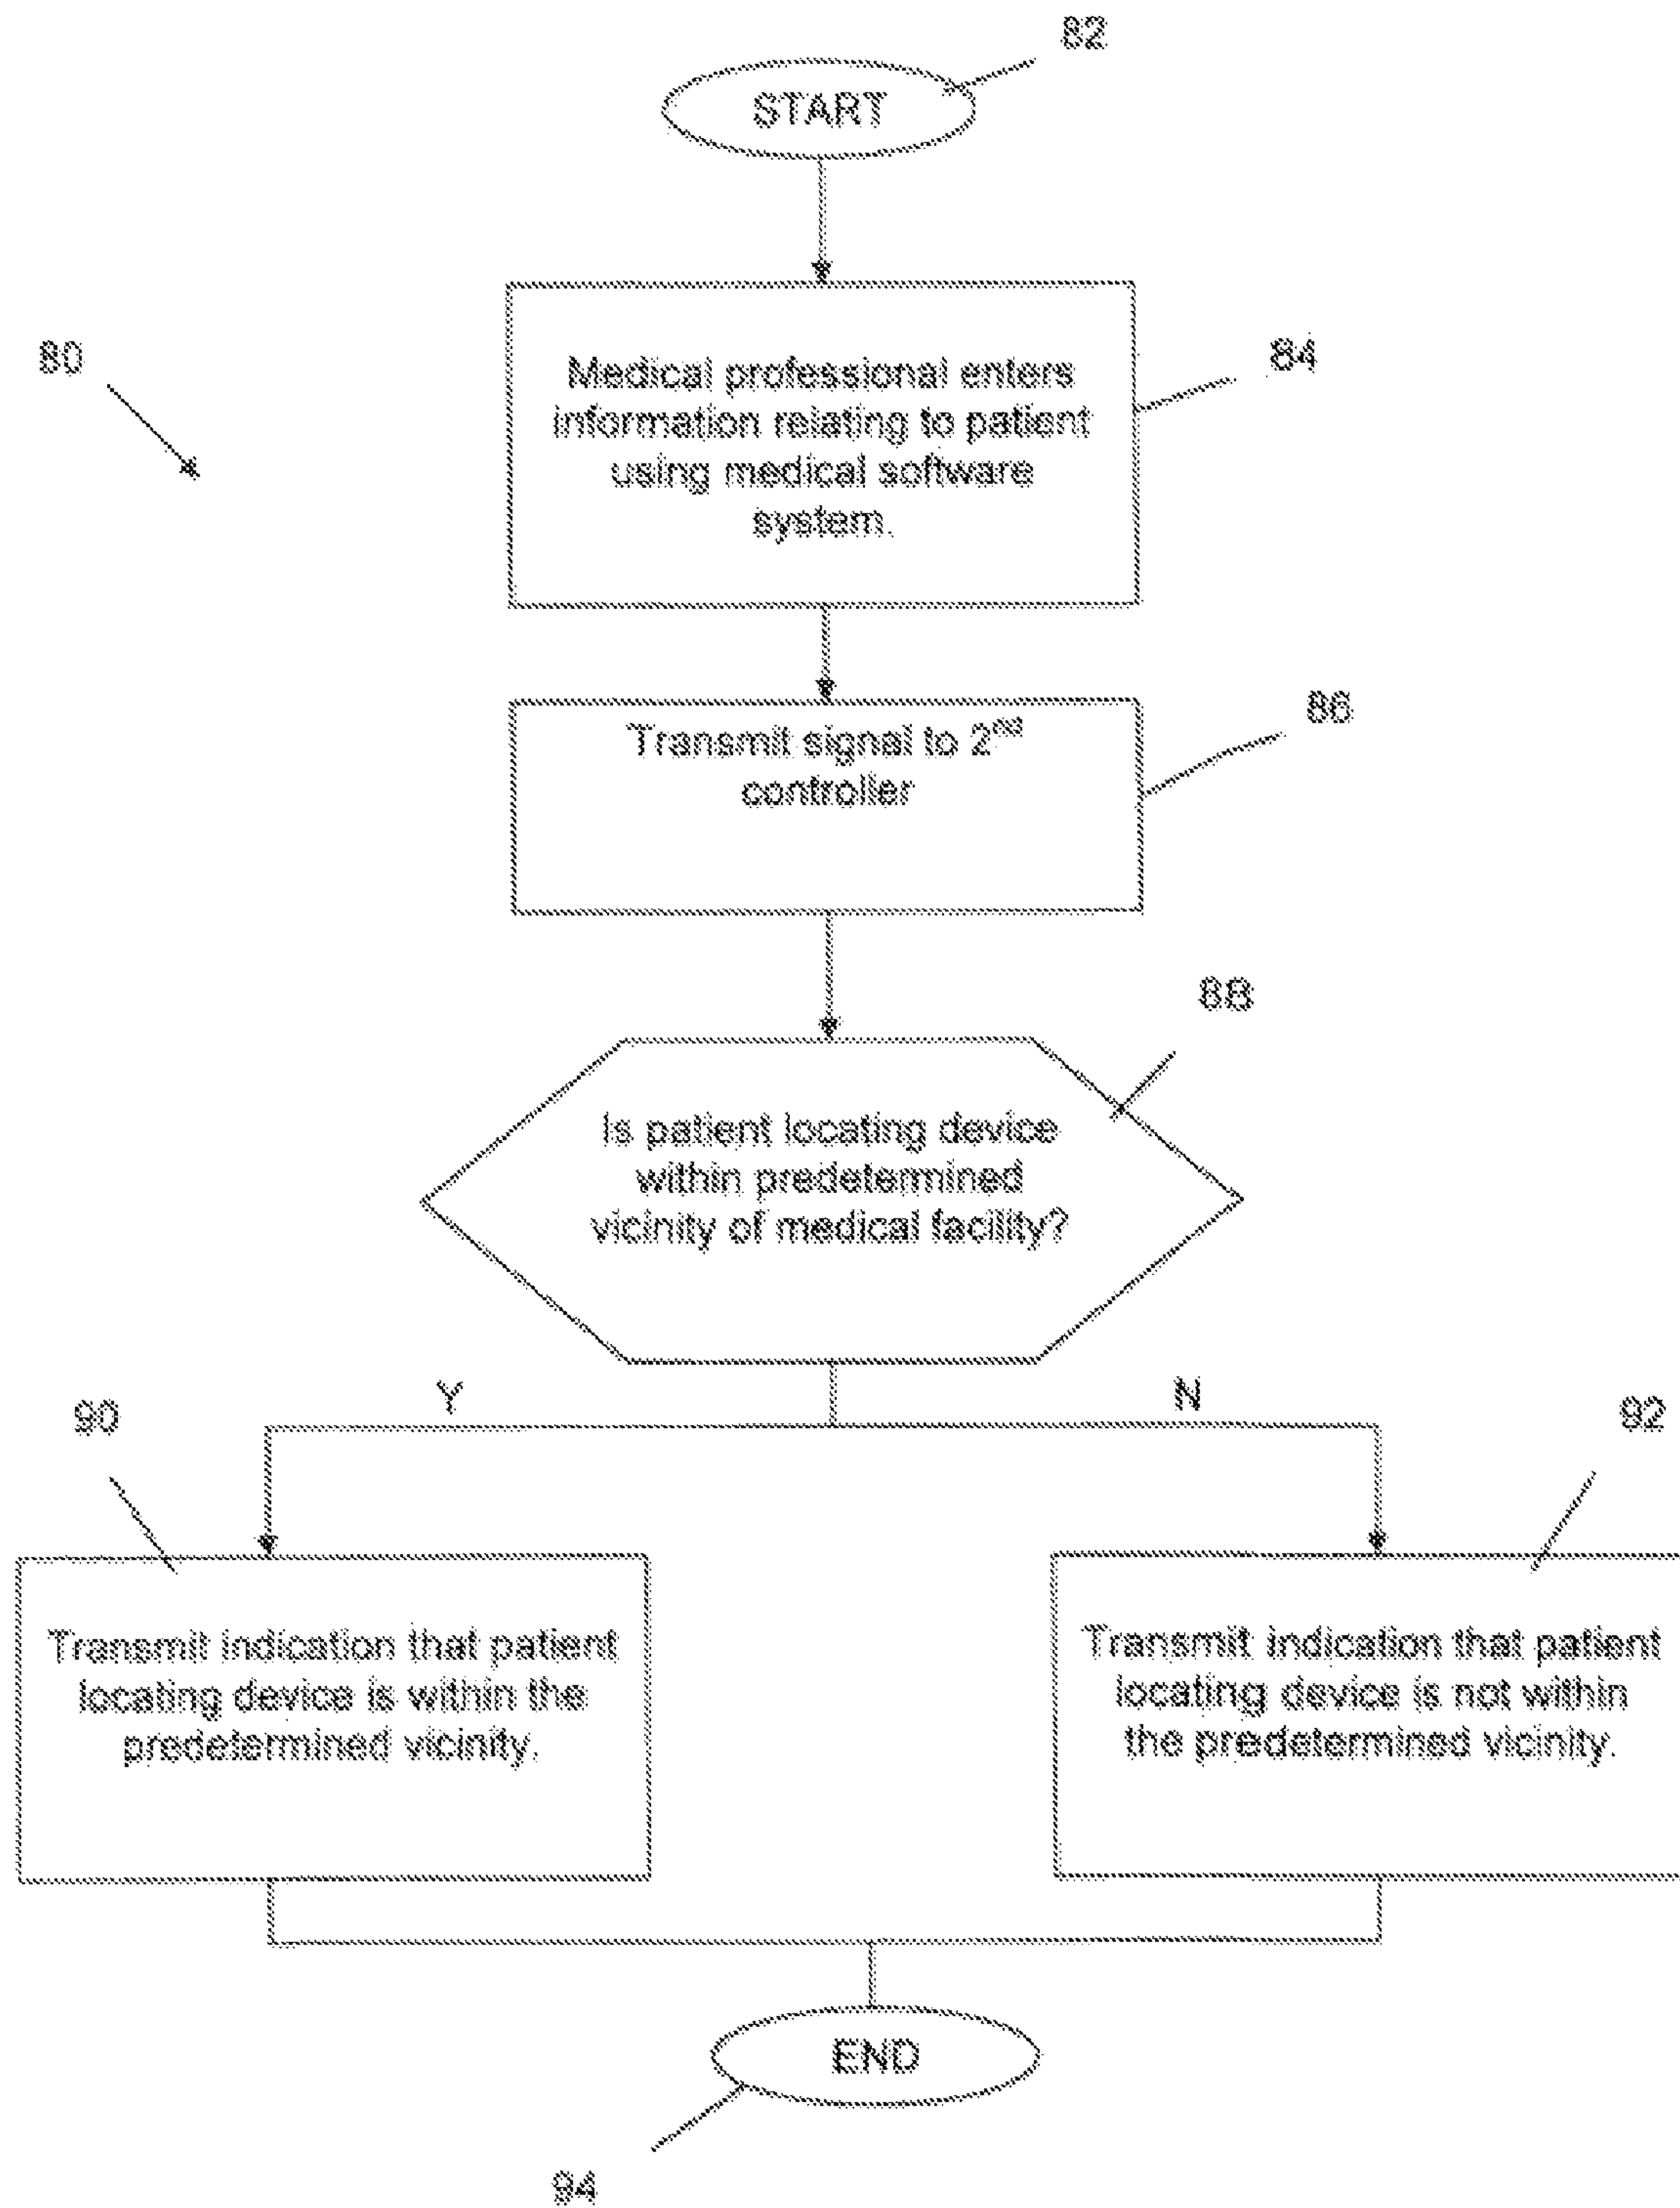 82
START
80
84
Medical professional enters
information relating to patient
using medical software
system.
86
Transmit signal to 2nd
controller
88
Is patient locating device
within predetermined
vicinity of medical facility?
Y
N
90
92
Transmit indication that patient
locating device is within the
predetermined vicinity.
Transmit indication that patient
locating device is not within
the predetermined vicinity.
END
94